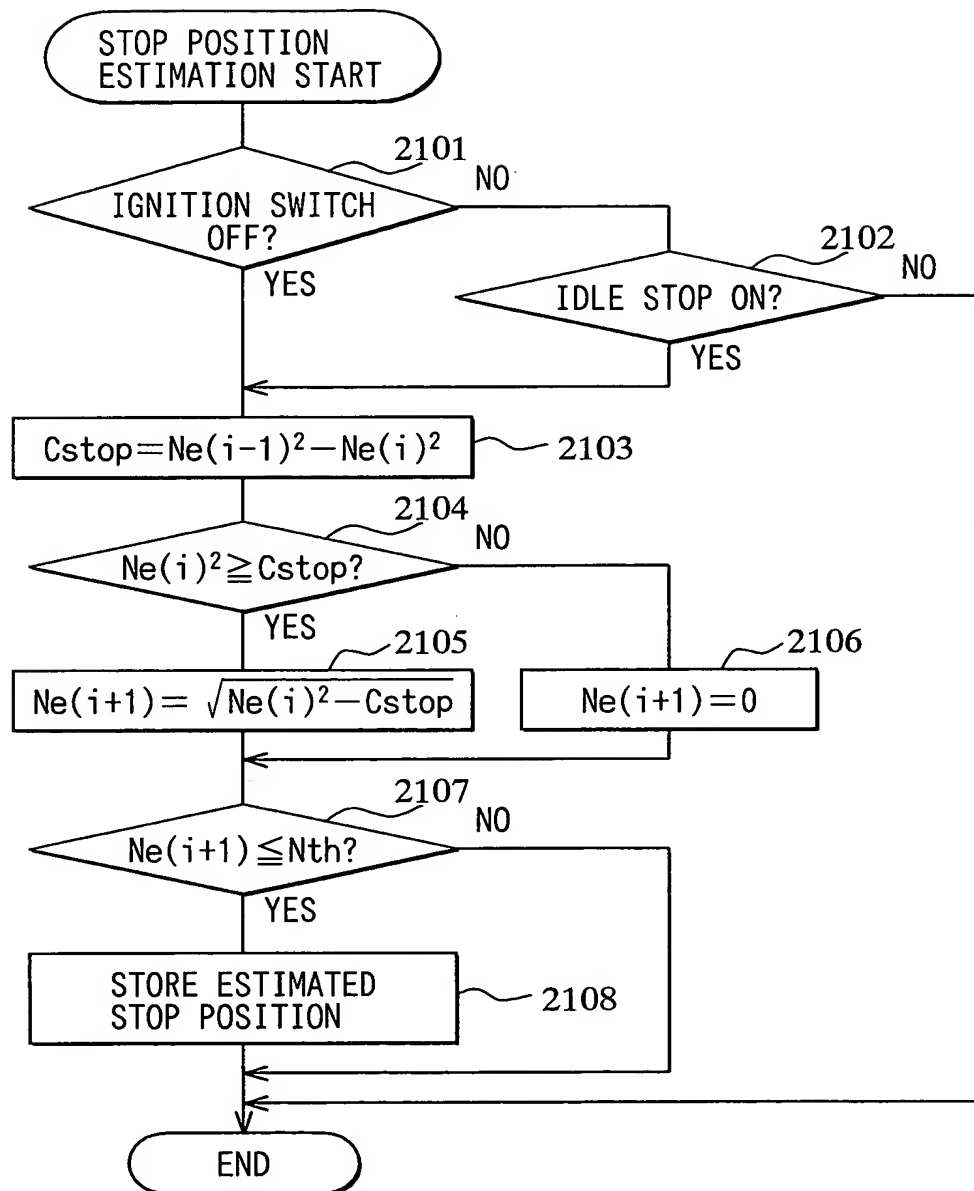 STOP POSITION
ESTIMATION START
2101
NO
IGNITION SWITCH
OFF?
YES
2102
NO
IDLE STOP ON?
YES
Cstop=Ne(i-1)²-Ne(i)²
2103
2104
NO
Ne(i)²≧Cstop?
YES
2105
Ne(i+1)=√Ne(i)²-Cstop
2106
Ne(i+1)=0
2107
NO
Ne(i+1)≦Nth?
YES
STORE ESTIMATED
STOP POSITION
2108
END